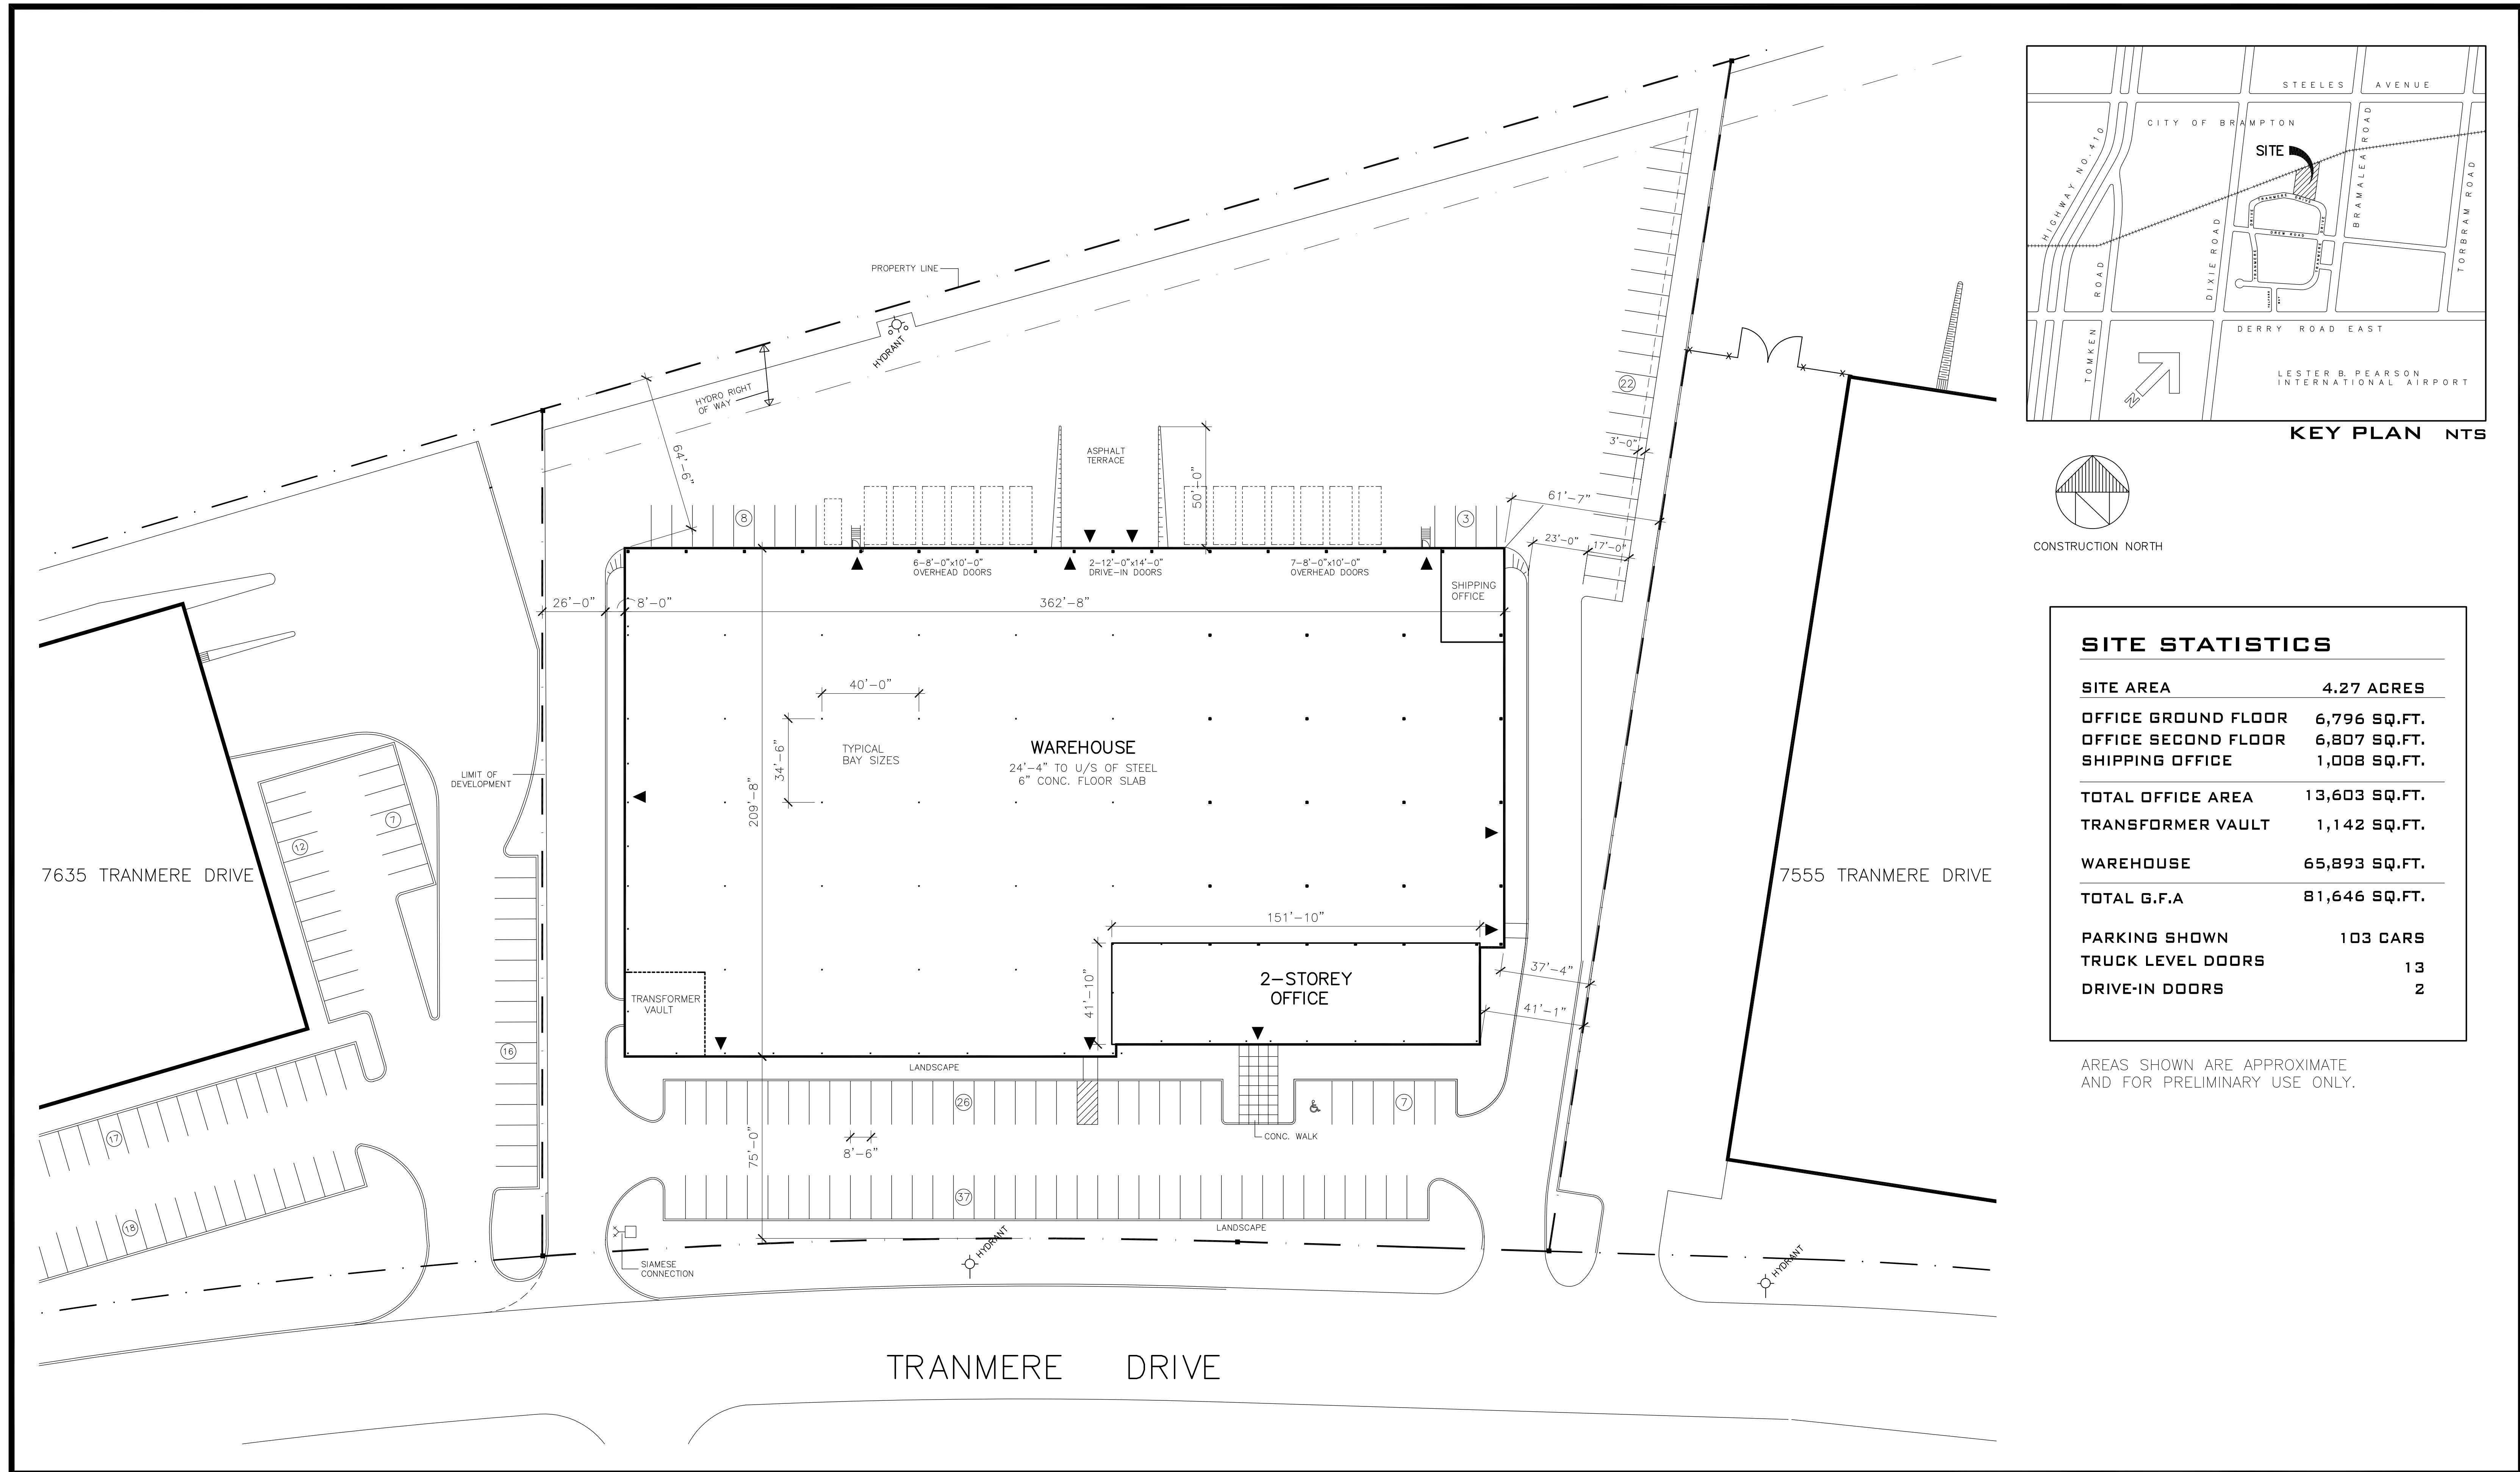 STEELES AVENUE
CITY OF BRAMPTON
SITE
HIGHWAY NO. 410
BRAMALEA ROAD
TORBRAM ROAD
DIXIE ROAD
TRANMERE DRIVE
DREW ROAD
TRANMERE
DRIVE
TOMKEN ROAD
DERRY ROAD EAST
LESTER B. PEARSON
INTERNATIONAL AIRPORT
N
KEY PLAN NTS
CONSTRUCTION NORTH
PROPERTY LINE
HYDRANT
HYDRO RIGHT
OF WAY
64'-6"
ASPHALT
TERRACE
50'-0"
22
3'-0"
61'-7"
23'-0"
17'-0"
8
3
6-8'-0"x10'-0"
OVERHEAD DOORS
2-12'-0"x14'-0"
DRIVE-IN DOORS
7-8'-0"x10'-0"
OVERHEAD DOORS
SHIPPING
OFFICE
26'-0"
8'-0"
362'-8"
40'-0"
34'-6"
TYPICAL
BAY SIZES
209'-8"
WAREHOUSE
24'-4" TO U/S OF STEEL
6" CONC. FLOOR SLAB
LIMIT OF
DEVELOPMENT
7
12
7635 TRANMERE DRIVE
7555 TRANMERE DRIVE
151'-10"
41'-10"
2-STOREY
OFFICE
37'-4"
41'-1"
TRANSFORMER
VAULT
16
LANDSCAPE
26
7
CONC. WALK
8'-6"
75'-0"
17
18
37
LANDSCAPE
HYDRANT
HYDRANT
SIAMESE
CONNECTION
TRANMERE DRIVE
SITE STATISTICS
SITE AREA 4.27 ACRES
OFFICE GROUND FLOOR 6,796 SQ.FT.
OFFICE SECOND FLOOR 6,807 SQ.FT.
SHIPPING OFFICE 1,008 SQ.FT.
TOTAL OFFICE AREA 13,603 SQ.FT.
TRANSFORMER VAULT 1,142 SQ.FT.
WAREHOUSE 65,893 SQ.FT.
TOTAL G.F.A 81,646 SQ.FT.
PARKING SHOWN 103 CARS
TRUCK LEVEL DOORS 13
DRIVE-IN DOORS 2
AREAS SHOWN ARE APPROXIMATE
AND FOR PRELIMINARY USE ONLY.